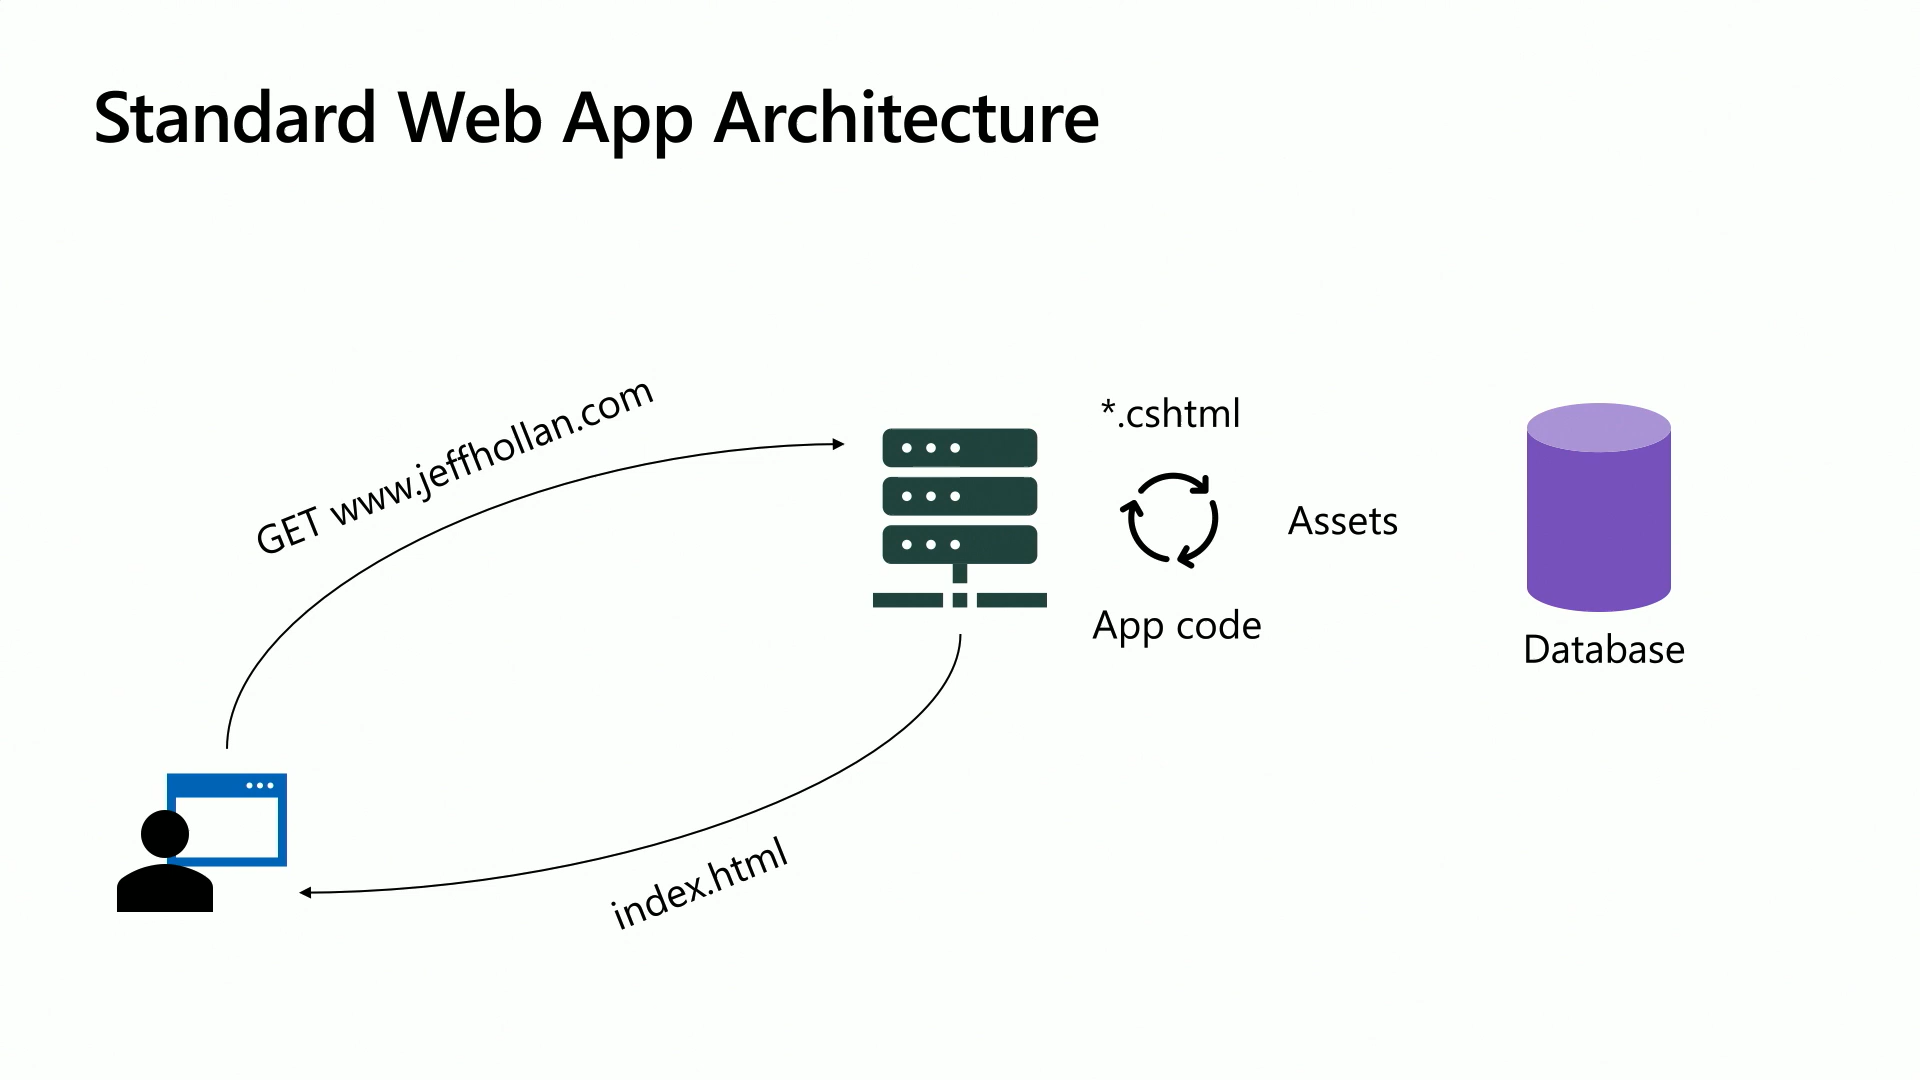 Standard Web App Architecture
GET www.jeffhollan.com
*.cshtml
Assets
App code
Database
index.html